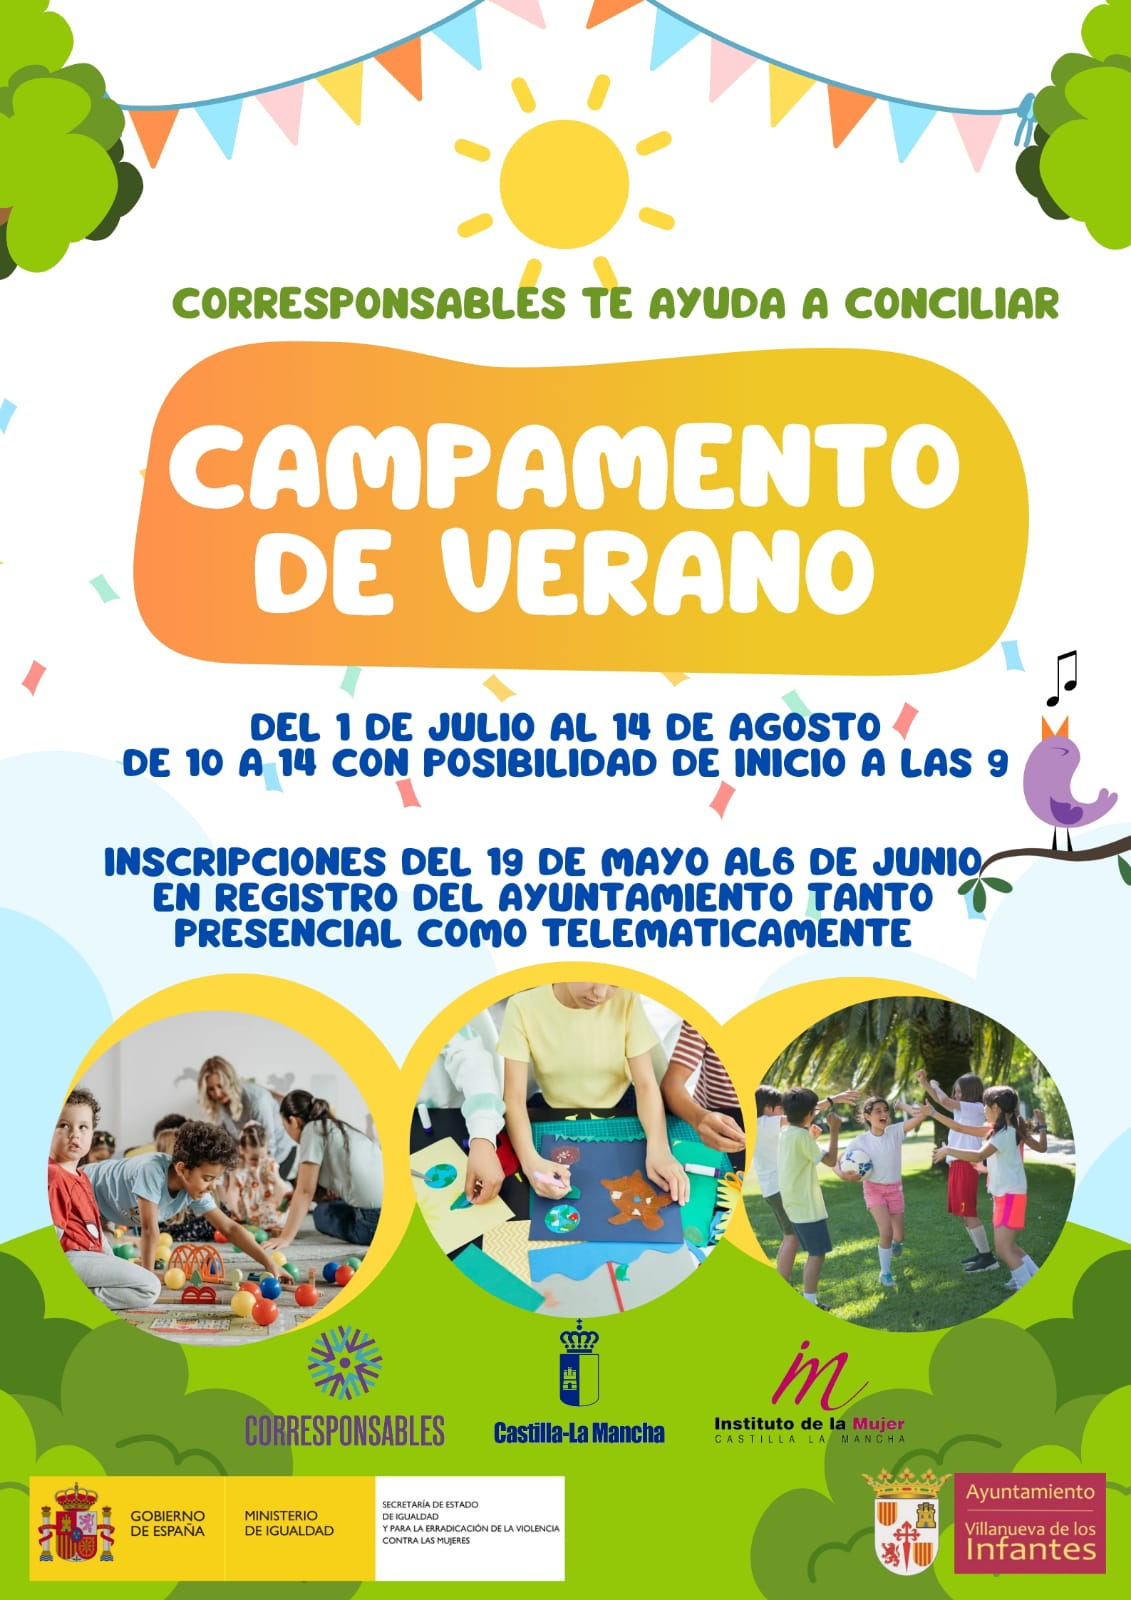 CORRESPONSABLES TE AYUDA A CONCILIAR
CAMPAMENTO
DE VERANO
DEL 1 DE JULIO AL 14 DE AGOSTO
DE 10 A 14 CON POSIBILIDAD DE INICIO A LAS 9
INSCRIPCIONES DEL 19 DE MAYO AL6 DE JUNIO
EN REGISTRO DEL AYUNTAMIENTO TANTO
PRESENCIAL COMO TELEMATICAMENTE
CORRESPONSABLES
Castilla-La Mancha
im
Instituto de la Mujer
CASTILLA LA MANCHA
GOBIERNO
DE ESPAÑA
MINISTERIO
DE IGUALDAD
SECRETARÍA DE ESTADO
DE IGUALDAD
Y PARA LA ERRADICACIÓN DE LA VIOLENCIA
CONTRA LAS MUJERES
Ayuntamiento
Villanueva de los
Infantes